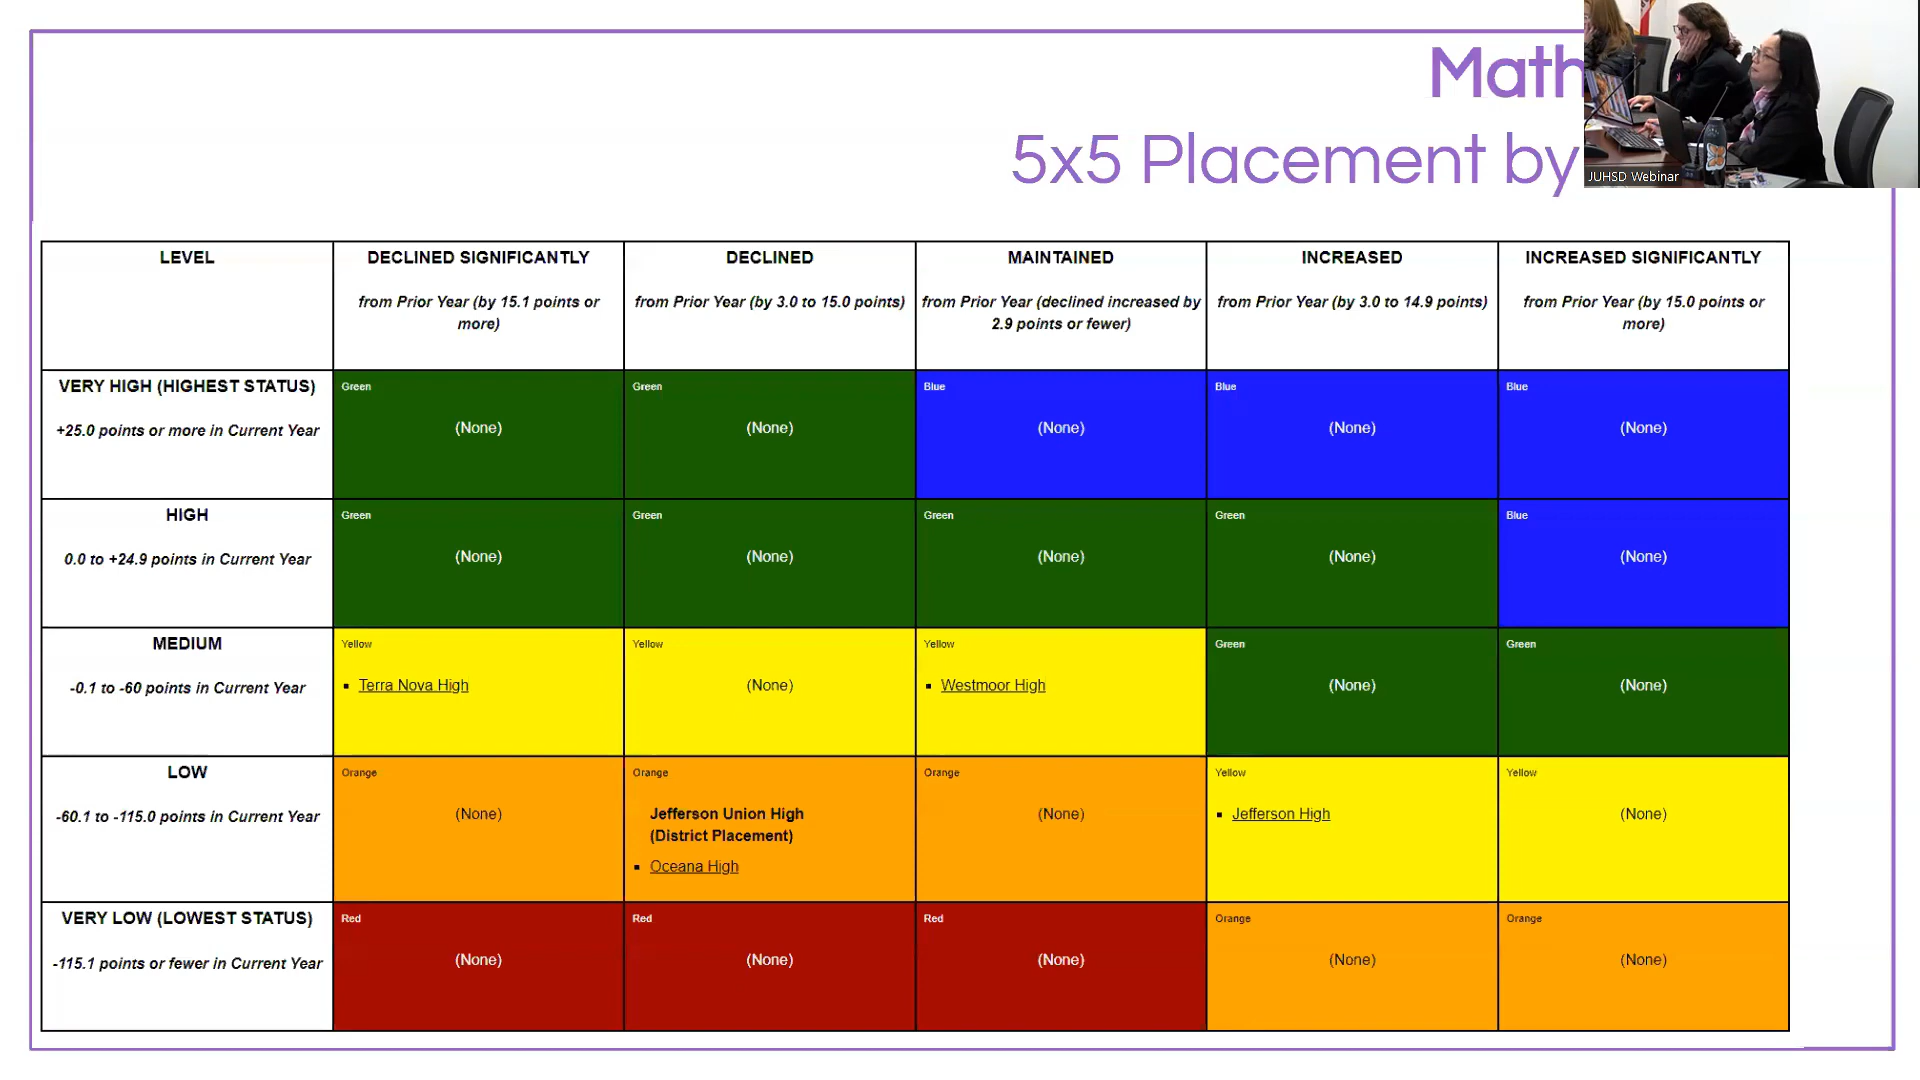 Math
5x5 Placement by
JUHSD Webinar
LEVEL
DECLINED SIGNIFICANTLY
from Prior Year (by 15.1 points or
more)
DECLINED
from Prior Year (by 3.0 to 15.0 points)
MAINTAINED
from Prior Year (declined increased by
2.9 points or fewer)
INCREASED
from Prior Year (by 3.0 to 14.9 points)
INCREASED SIGNIFICANTLY
from Prior Year (by 15.0 points or
more)
VERY HIGH (HIGHEST STATUS)
+25.0 points or more in Current Year
Green
(None)
Green
(None)
Blue
(None)
Blue
(None)
Blue
(None)
HIGH
0.0 to +24.9 points in Current Year
Green
(None)
Green
(None)
Green
(None)
Green
(None)
Blue
(None)
MEDIUM
-0.1 to -60 points in Current Year
Yellow
▪ Terra Nova High
Yellow
(None)
Yellow
▪ Westmoor High
Green
(None)
Green
(None)
LOW
-60.1 to -115.0 points in Current Year
Orange
(None)
Orange
Jefferson Union High
(District Placement)
▪ Oceana High
Orange
(None)
Yellow
▪ Jefferson High
Yellow
(None)
VERY LOW (LOWEST STATUS)
-115.1 points or fewer in Current Year
Red
(None)
Red
(None)
Red
(None)
Orange
(None)
Orange
(None)